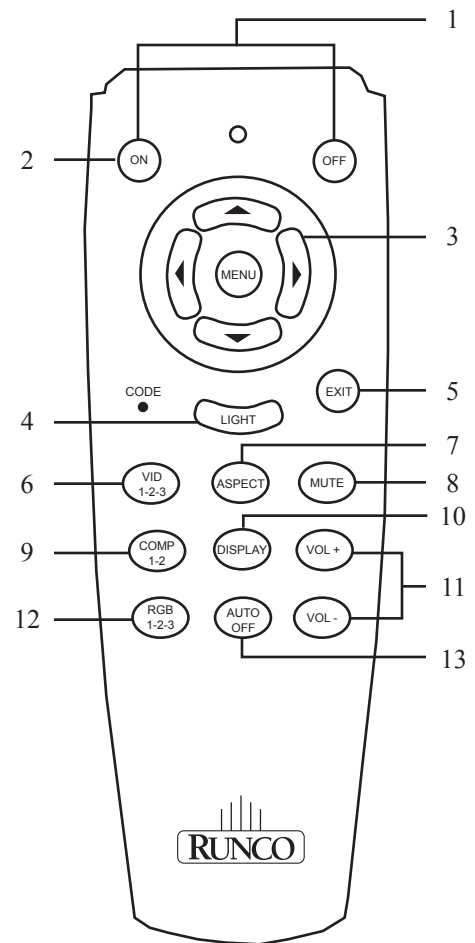 1
2
ON
OFF
3
MENU
CODE
EXIT
5
4
LIGHT
7
6
VID
1-2-3
ASPECT
MUTE
8
10
9
COMP
1-2
DISPLAY
VOL +
11
12
RGB
1-2-3
AUTO
OFF
VOL -
13
RUNCO